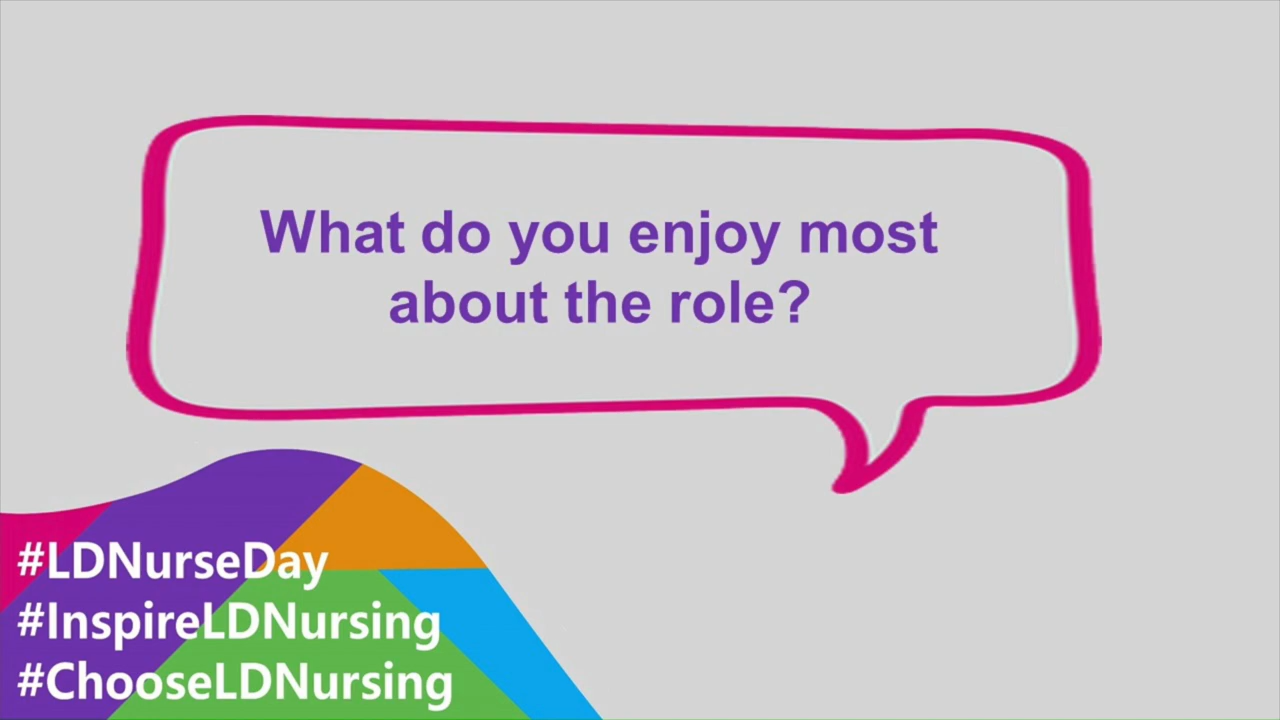 What do you enjoy most
about the role?
#LDNurseDay
#InspireLDNursing
#ChooseLDNursing